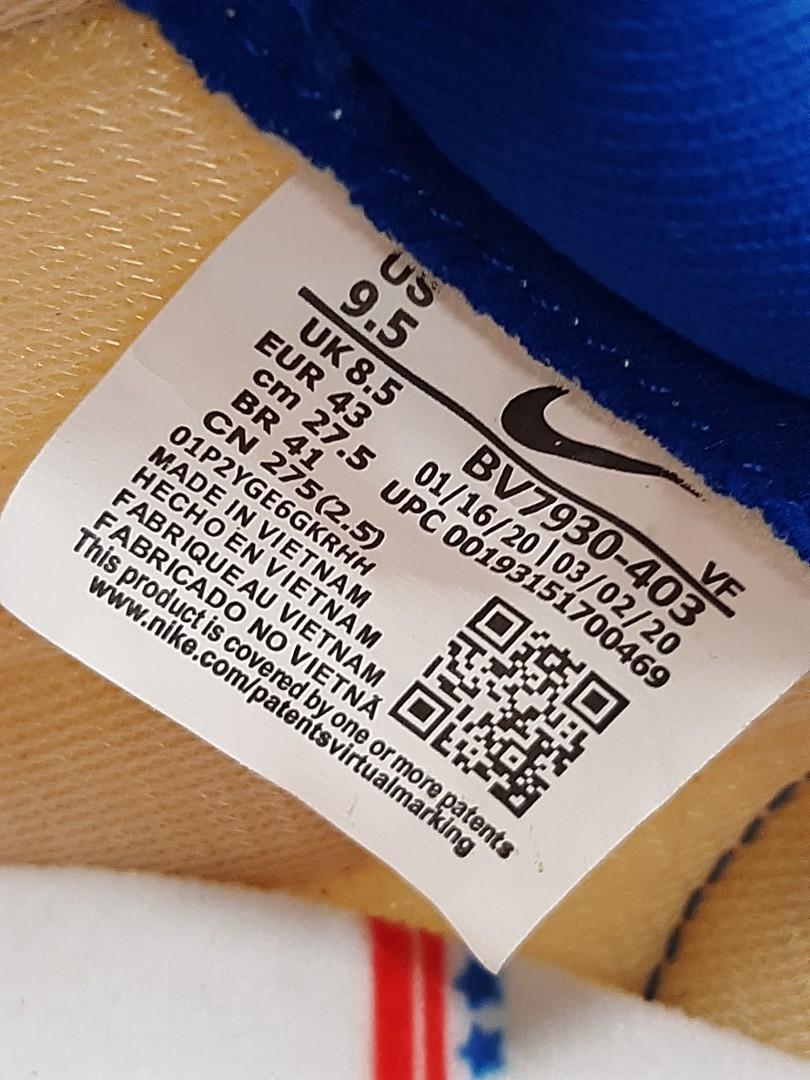 US
9.5
UK 8.5
EUR 43
cm 27.5
BR 41
CN 275(2.5)
01P2YGE6GKRHH
MADE IN VIETNAM
HECHO EN VIETNAM
FABRIQUE AU VIETNAM
FABRICADO NO VIETNÃ
This product is covered by one or more patents
www.nike.com/patentsvirtualmarking
VF
BV7930-403
01/16/20 | 03/02/20
UPC 00193151700469